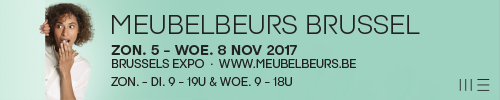 MEUBELBEURS BRUSSEL
ZON. 5 - WOE. 8 NOV 2017
BRUSSELS EXPO · WWW.MEUBELBEURS.BE
ZON. - DI. 9 - 19U & WOE. 9 - 18U